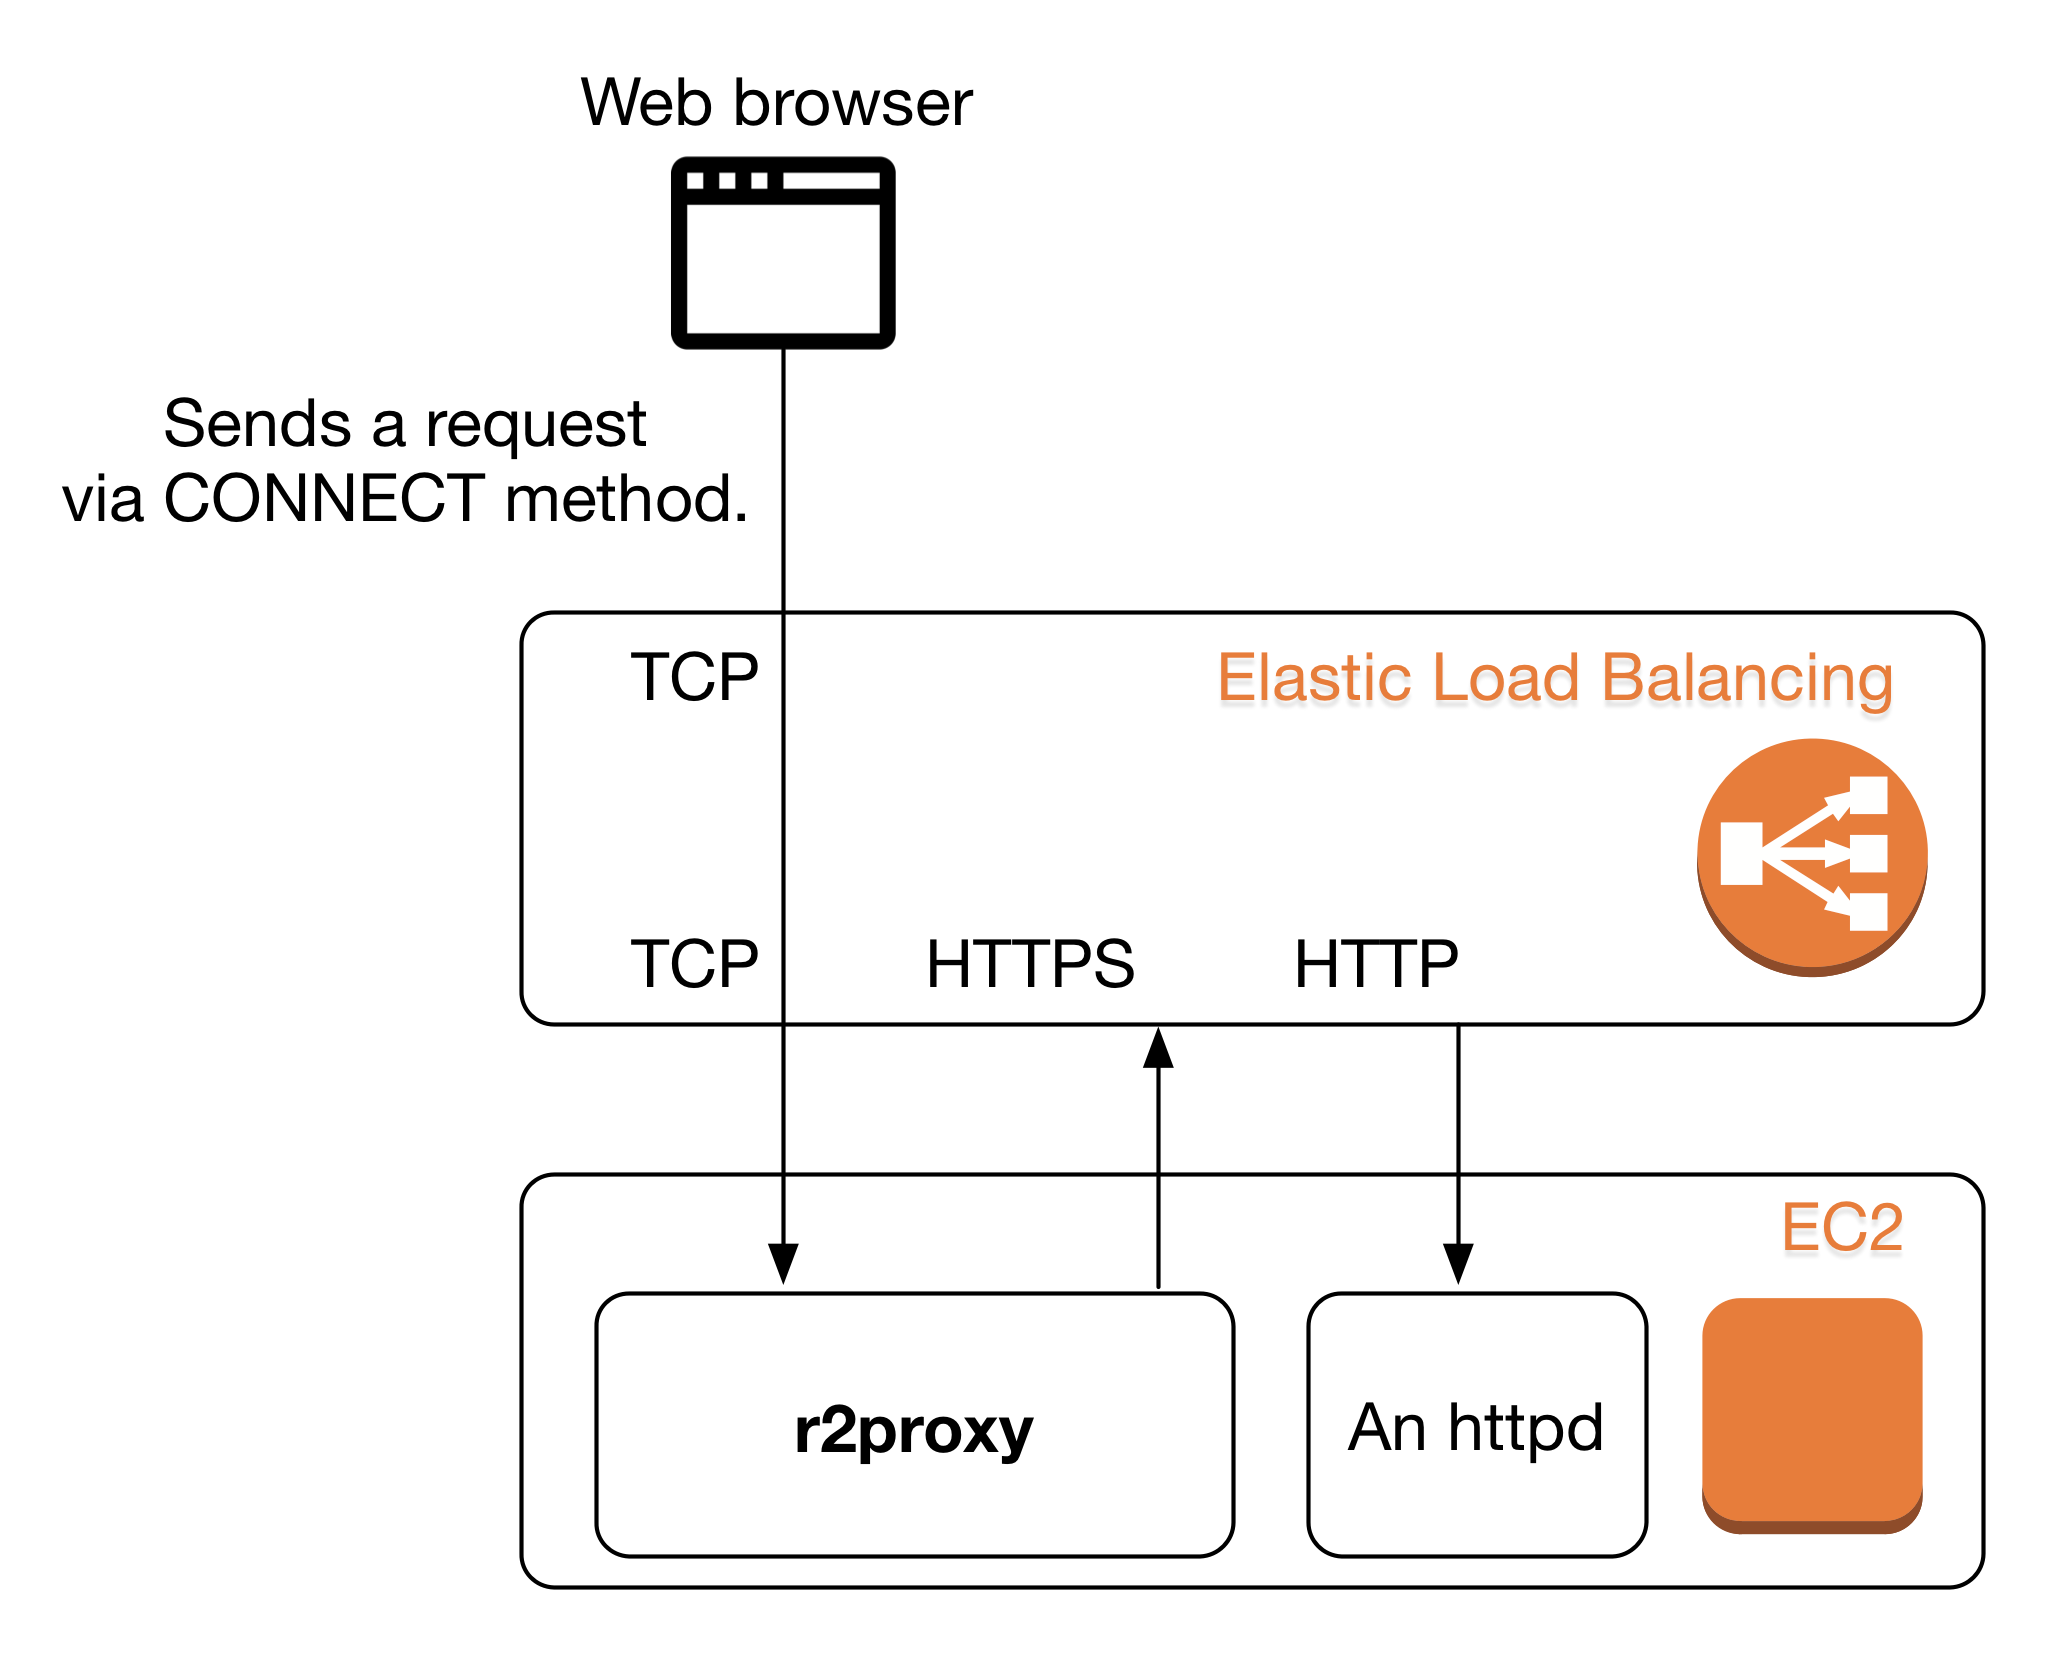 Web browser
Sends a request
via CONNECT method.
TCP
Elastic Load Balancing
TCP
HTTPS
HTTP
EC2
r2proxy
An httpd